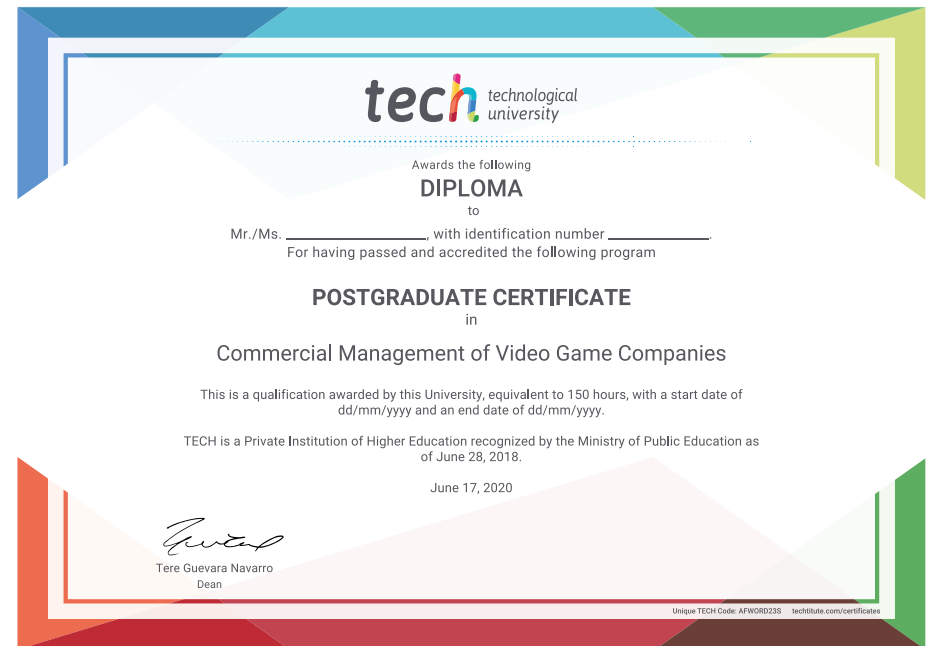 tech technological
university
Awards the following
DIPLOMA
to
Mr./Ms. ____________________, with identification number ______________.
For having passed and accredited the following program
POSTGRADUATE CERTIFICATE
in
Commercial Management of Video Game Companies
This is a qualification awarded by this University, equivalent to 150 hours, with a start date of
dd/mm/yyyy and an end date of dd/mm/yyyy.
TECH is a Private Institution of Higher Education recognized by the Ministry of Public Education as
of June 28, 2018.
June 17, 2020
Tere Guevara Navarro
Dean
Unique TECH Code: AFWORD23S techtitute.com/certificates